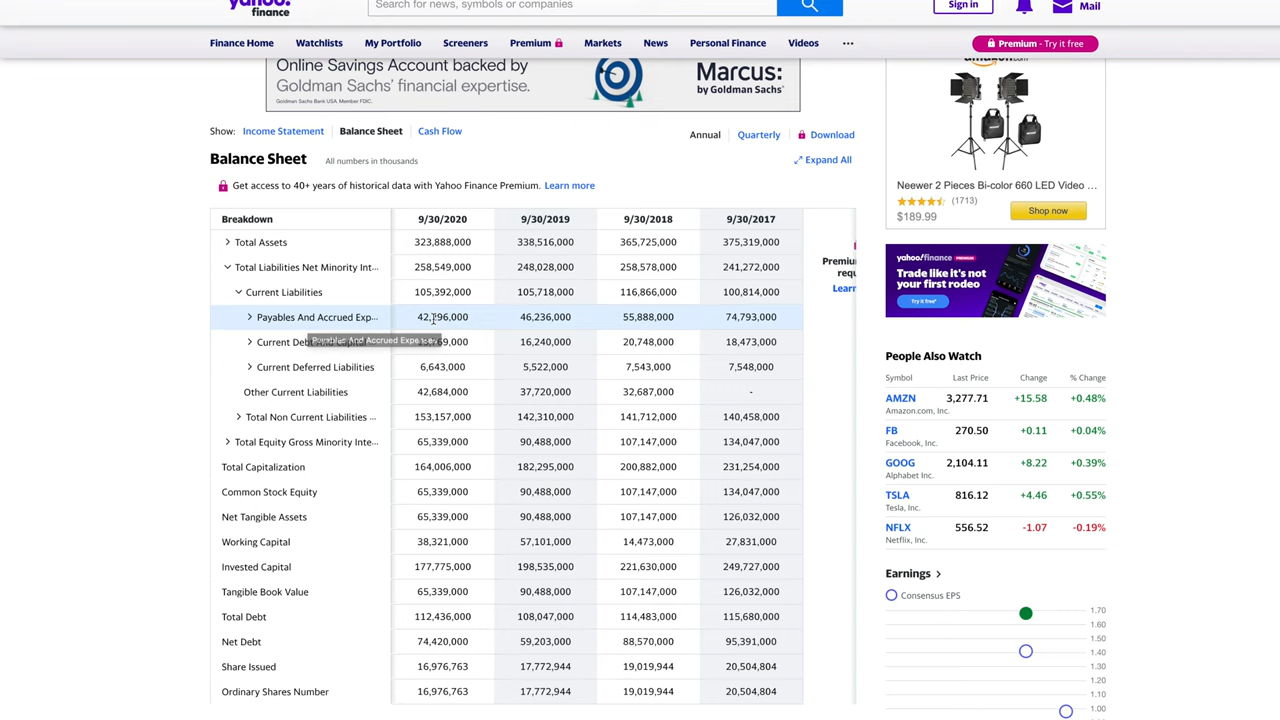 yahoo!
finance
Search for news, symbols or companies
Sign in
Mail
Finance Home Watchlists My Portfolio Screeners Premium Markets News Personal Finance Videos ...
Premium - Try it free
Online Savings Account backed by
Goldman Sachs' financial expertise.
Goldman Sachs Bank USA. Member FDIC.
Marcus:
by Goldman Sachs®
amazon.com
Neewer 2 Pieces Bi-color 660 LED Video ...
(1713)
$189.99
Shop now
Show: Income Statement Balance Sheet Cash Flow
Annual Quarterly Download
Balance Sheet All numbers in thousands
Expand All
Get access to 40+ years of historical data with Yahoo Finance Premium. Learn more
Breakdown 9/30/2020 9/30/2019 9/30/2018 9/30/2017
Total Assets 323,888,000 338,516,000 365,725,000 375,319,000
Total Liabilities Net Minority Int... 258,549,000 248,028,000 258,578,000 241,272,000
Current Liabilities 105,392,000 105,718,000 116,866,000 100,814,000
Payables And Accrued Exp... 46,236,000 55,888,000 74,793,000
Payables And Accrued Expenses
Current Debt 16,240,000 20,748,000 18,473,000
Current Deferred Liabilities 6,643,000 5,522,000 7,543,000 7,548,000
Other Current Liabilities 42,684,000 37,720,000 32,687,000 -
Total Non Current Liabilities ... 153,157,000 142,310,000 141,712,000 140,458,000
Total Equity Gross Minority Inte... 65,339,000 90,488,000 107,147,000 134,047,000
Total Capitalization 164,006,000 182,295,000 200,882,000 231,254,000
Common Stock Equity 65,339,000 90,488,000 107,147,000 134,047,000
Net Tangible Assets 65,339,000 90,488,000 107,147,000 126,032,000
Working Capital 38,321,000 57,101,000 14,473,000 27,831,000
Invested Capital 177,775,000 198,535,000 221,630,000 249,727,000
Tangible Book Value 65,339,000 90,488,000 107,147,000 126,032,000
Total Debt 112,436,000 108,047,000 114,483,000 115,680,000
Net Debt 74,420,000 59,203,000 88,570,000 95,391,000
Share Issued 16,976,763 17,772,944 19,019,944 20,504,804
Ordinary Shares Number 16,976,763 17,772,944 19,019,944 20,504,804
Premium
requ
Learn
yahoo!finance PREMIUM
Trade like it's not
your first rodeo
Try it free*
People Also Watch
Symbol Last Price Change % Change
AMZN 3,277.71 +15.58 +0.48%
Amazon.com, Inc.
FB 270.50 +0.11 +0.04%
Facebook, Inc.
GOOG 2,104.11 +8.22 +0.39%
Alphabet Inc.
TSLA 816.12 +4.46 +0.55%
Tesla, Inc.
NFLX 556.52 -1.07 -0.19%
Netflix, Inc.
Earnings
Consensus EPS
1.70
1.60
1.50
1.40
1.30
1.20
1.10
1.00